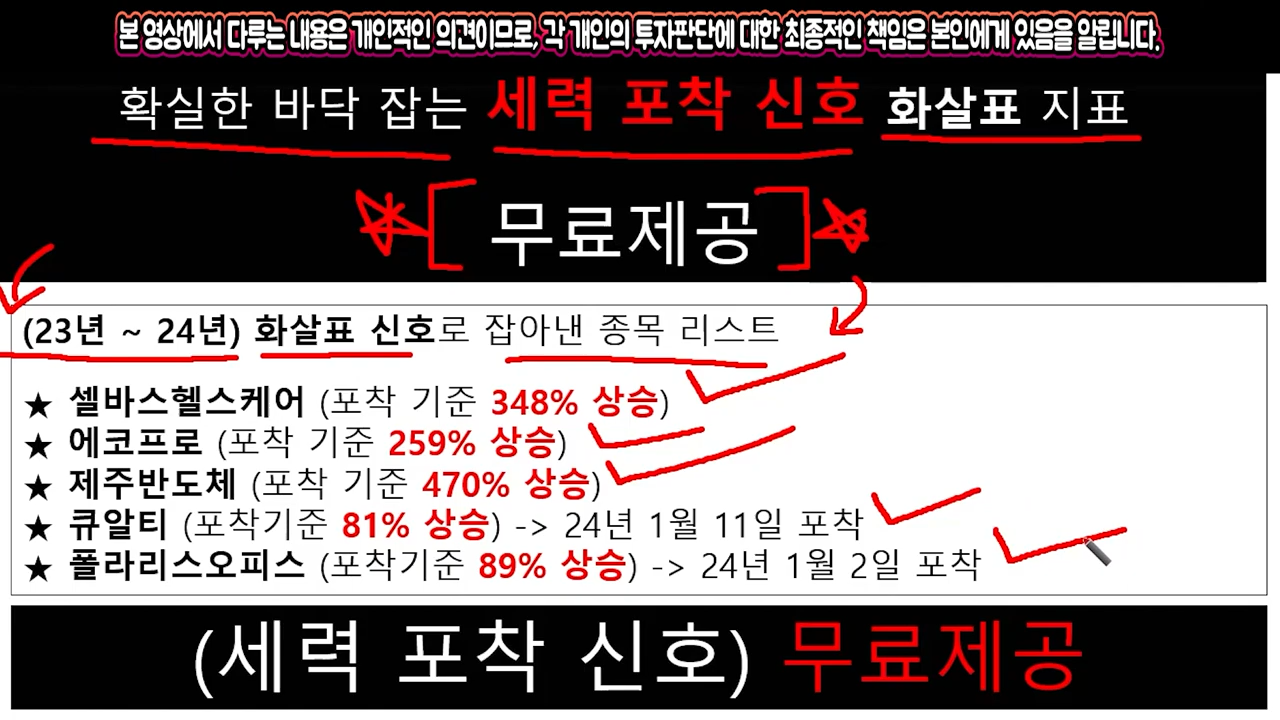 본 영상에서 다루는 내용은 개인적인 의견이므로, 각 개인의 투자판단에 대한 최종적인 책임은 본인에게 있음을 알립니다.
확실한 바닥 잡는 세력 포착 신호 화살표 지표
무료제공
(23년 ~ 24년) 화살표 신호로 잡아낸 종목 리스트
★ 셀바스헬스케어 (포착 기준 348% 상승)
★ 에코프로 (포착 기준 259% 상승)
★ 제주반도체 (포착 기준 470% 상승)
★ 큐알티 (포착기준 81% 상승) -> 24년 1월 11일 포착
★ 폴라리스오피스 (포착기준 89% 상승) -> 24년 1월 2일 포착
(세력 포착 신호) 무료제공